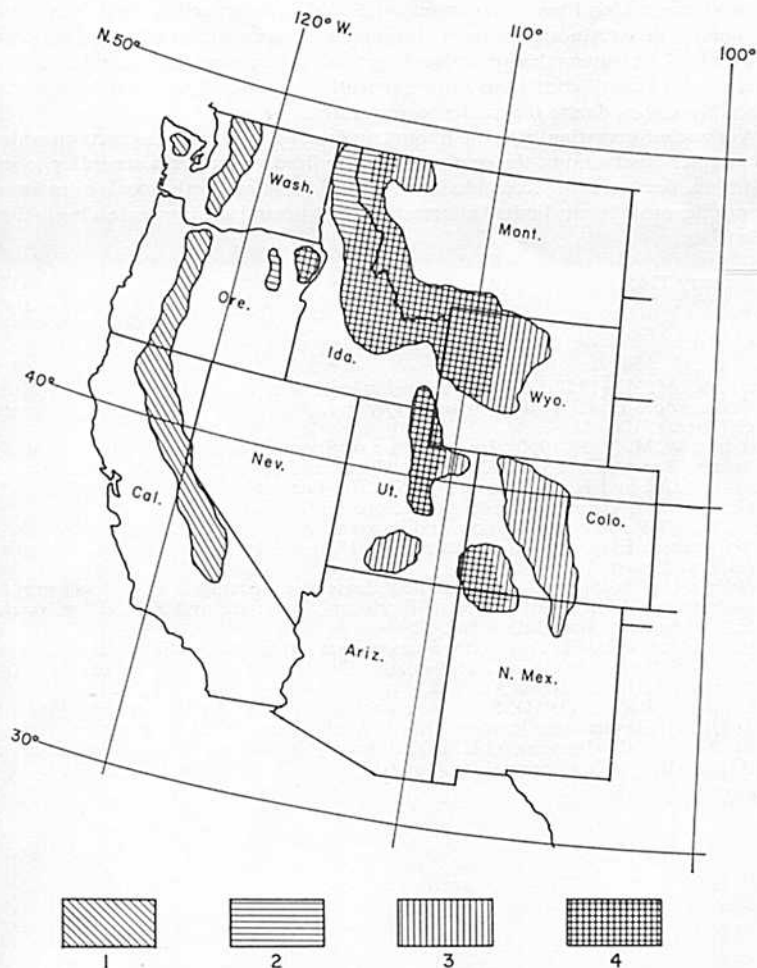 120° W.
110°
100°
N.50°
Wash.
Mont.
Ore.
Ida.
Wyo.
40°
Nev.
Cal.
Ut.
Colo.
Ariz.
N. Mex.
30°
1 2 3 4